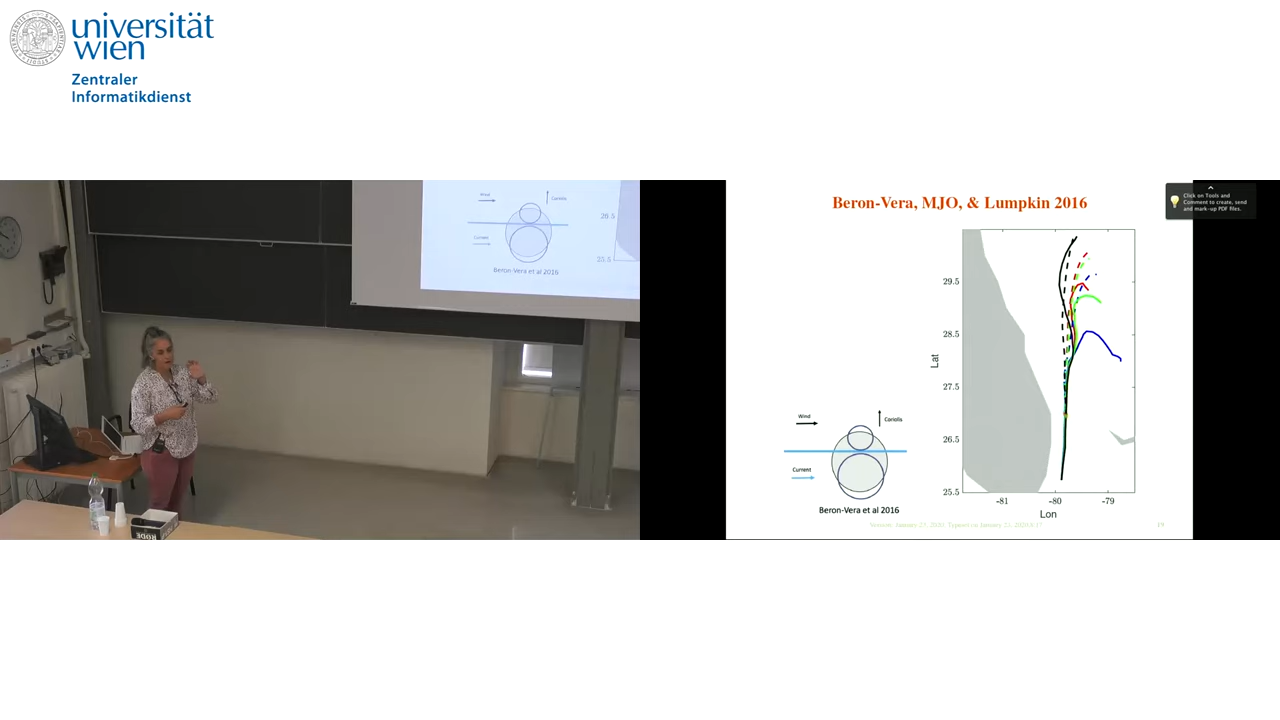 universität
wien
Zentraler
Informatikdienst
Wind
Coriolis
Current
Beron-Vera et al 2016
26.5
25.5
RODE
Beron-Vera, MJO, & Lumpkin 2016
Click on Tools and
Comment to create, send
and mark-up PDF files.
29.5
28.5
27.5
26.5
25.5
Lat
-81
-80
-79
Lon
Wind
Coriolis
Current
Beron-Vera et al 2016
19